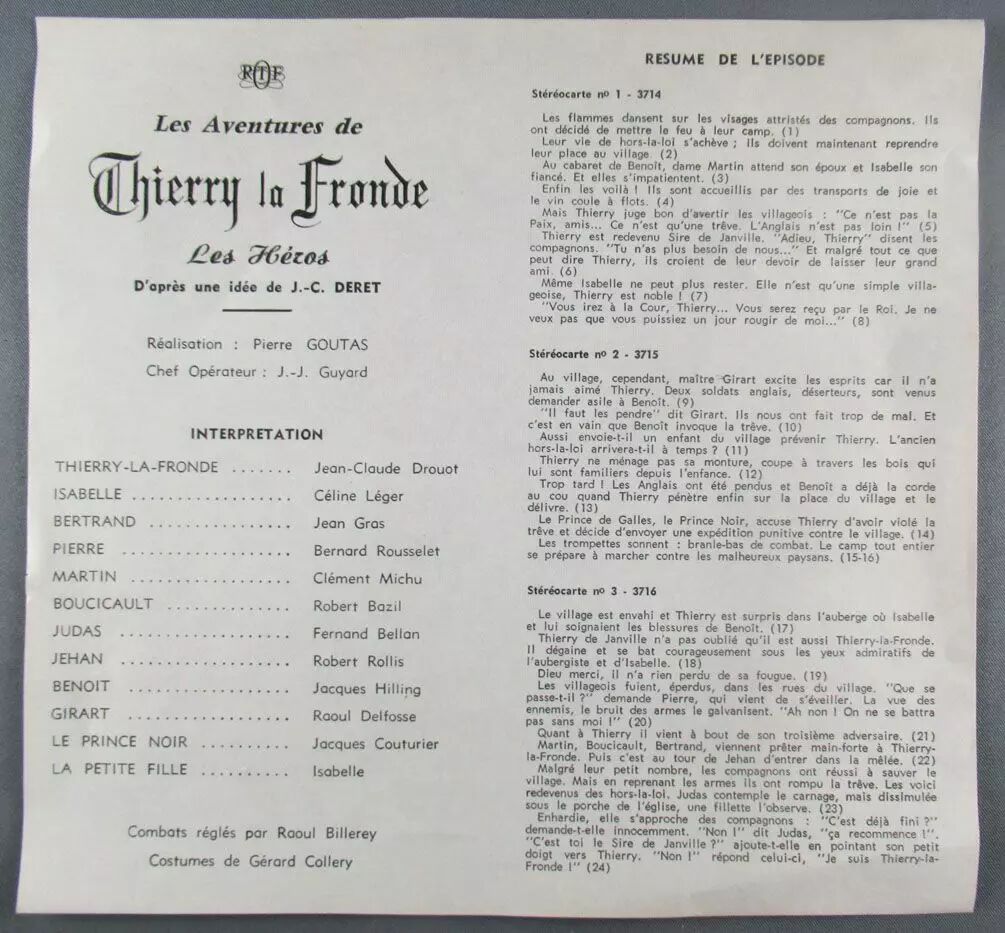 RTF
Les Aventures de
Thierry la Fronde
Les Héros
D'après une idée de J.-C. DERET
Réalisation : Pierre GOUTAS
Chef Opérateur : J.-J. Guyard
INTERPRETATION
THIERRY-LA-FRONDE ....... Jean-Claude Drouot
ISABELLE ................. Céline Léger
BERTRAND ............... Jean Gras
PIERRE .................. Bernard Rousselet
MARTIN ................. Clément Michu
BOUCICAULT ............. Robert Bazil
JUDAS .................. Fernand Bellan
JEHAN .................. Robert Rollis
BENOIT ................. Jacques Hilling
GIRART ................. Raoul Delfosse
LE PRINCE NOIR .......... Jacques Couturier
LA PETITE FILLE .......... Isabelle
Combats réglés par Raoul Billerey
Costumes de Gérard Collery
RESUME DE L'EPISODE
Stéréocarte nº 1 - 3714
Les flammes dansent sur les visages attristés des compagnons. Ils
ont décidé de mettre le feu à leur camp. (1)
Leur vie de hors-la-loi s'achève ; Ils doivent maintenant reprendre
leur place au village. (2)
Au cabaret de Benoît, dame Martin attend son époux et Isabelle son
fiancé. Et elles s'impatientent. (3)
Enfin les voilà ! Ils sont accueillis par des transports de joie et
le vin coule à flots. (4)
Mais Thierry juge bon d'avertir les villageois : "Ce n'est pas la
Paix, amis... Ce n'est qu'une trêve. L'Anglais n'est pas loin !" (5)
Thierry est redevenu Sire de Janville. "Adieu, Thierry" disent les
compagnons. "Tu n'as plus besoin de nous..." Et malgré tout ce que
peut dire Thierry, ils croient de leur devoir de laisser leur grand
ami. (6)
Même Isabelle ne peut plus rester. Elle n'est qu'une simple villa-
geoise, Thierry est noble ! (7)
"Vous irez à la Cour, Thierry... Vous serez reçu par le Roi. Je ne
veux pas que vous puissiez un jour rougir de moi..." (8)
Stéréocarte nº 2 - 3715
Au village, cependant, maître Girart excite les esprits car il n'a
jamais aimé Thierry. Deux soldats anglais, déserteurs, sont venus
demander asile à Benoît. (9)
"Il faut les pendre" dit Girart. Ils nous ont fait trop de mal. Et
c'est en vain que Benoît invoque la trêve. (10)
Aussi envoie-t-il un enfant du village prévenir Thierry. L'ancien
hors-la-loi arrivera-t-il à temps ? (11)
Thierry ne ménage pas sa monture, coupe à travers les bois qui
lui sont familiers depuis l'enfance. (12)
Trop tard ! Les Anglais ont été pendus et Benoît a déjà la corde
au cou quand Thierry pénètre enfin sur la place du village et le
délivre. (13)
Le Prince de Galles, le Prince Noir, accuse Thierry d'avoir violé la
trêve et décide d'envoyer une expédition punitive contre le village. (14)
Les trompettes sonnent : branle-bas de combat. Le camp tout entier
se prépare à marcher contre les malheureux paysans. (15-16)
Stéréocarte nº 3 - 3716
Le village est envahi et Thierry est surpris dans l'auberge où Isabelle
et lui soignaient les blessures de Benoît. (17)
Thierry de Janville n'a pas oublié qu'il est aussi Thierry-la-Fronde.
Il dégaine et se bat courageusement sous les yeux admiratifs de
l'aubergiste et d'Isabelle. (18)
Dieu merci, il n'a rien perdu de sa fougue. (19)
Les villageois fuient, éperdus, dans les rues du village. "Que se
passe-t-il ?" demande Pierre, qui vient de s'éveiller. La vue des
ennemis, le bruit des armes le galvanisent. "Ah non ! On ne se battra
pas sans moi !" (20)
Quant à Thierry il vient à bout de son troisième adversaire. (21)
Martin, Boucicault, Bertrand, viennent prêter main-forte à Thierry-
la-Fronde. Puis c'est au tour de Jehan d'entrer dans la mêlée. (22)
Malgré leur petit nombre, les compagnons ont réussi à sauver le
village. Mais en reprenant les armes ils ont rompu la trêve. Les voici
redevenus des hors-la-loi. Judas contemple le carnage, mais dissimulée
sous le porche de l'église, une fillette l'observe. (23)
Enhardie, elle s'approche des compagnons : "C'est déjà fini ?"
demande-t-elle innocemment. "Non !" dit Judas, "ça recommence !".
"C'est toi le Sire de Janville ?" ajoute-t-elle en pointant son petit
doigt vers Thierry. "Non !" répond celui-ci, "Je suis Thierry-la-
Fronde !" (24)